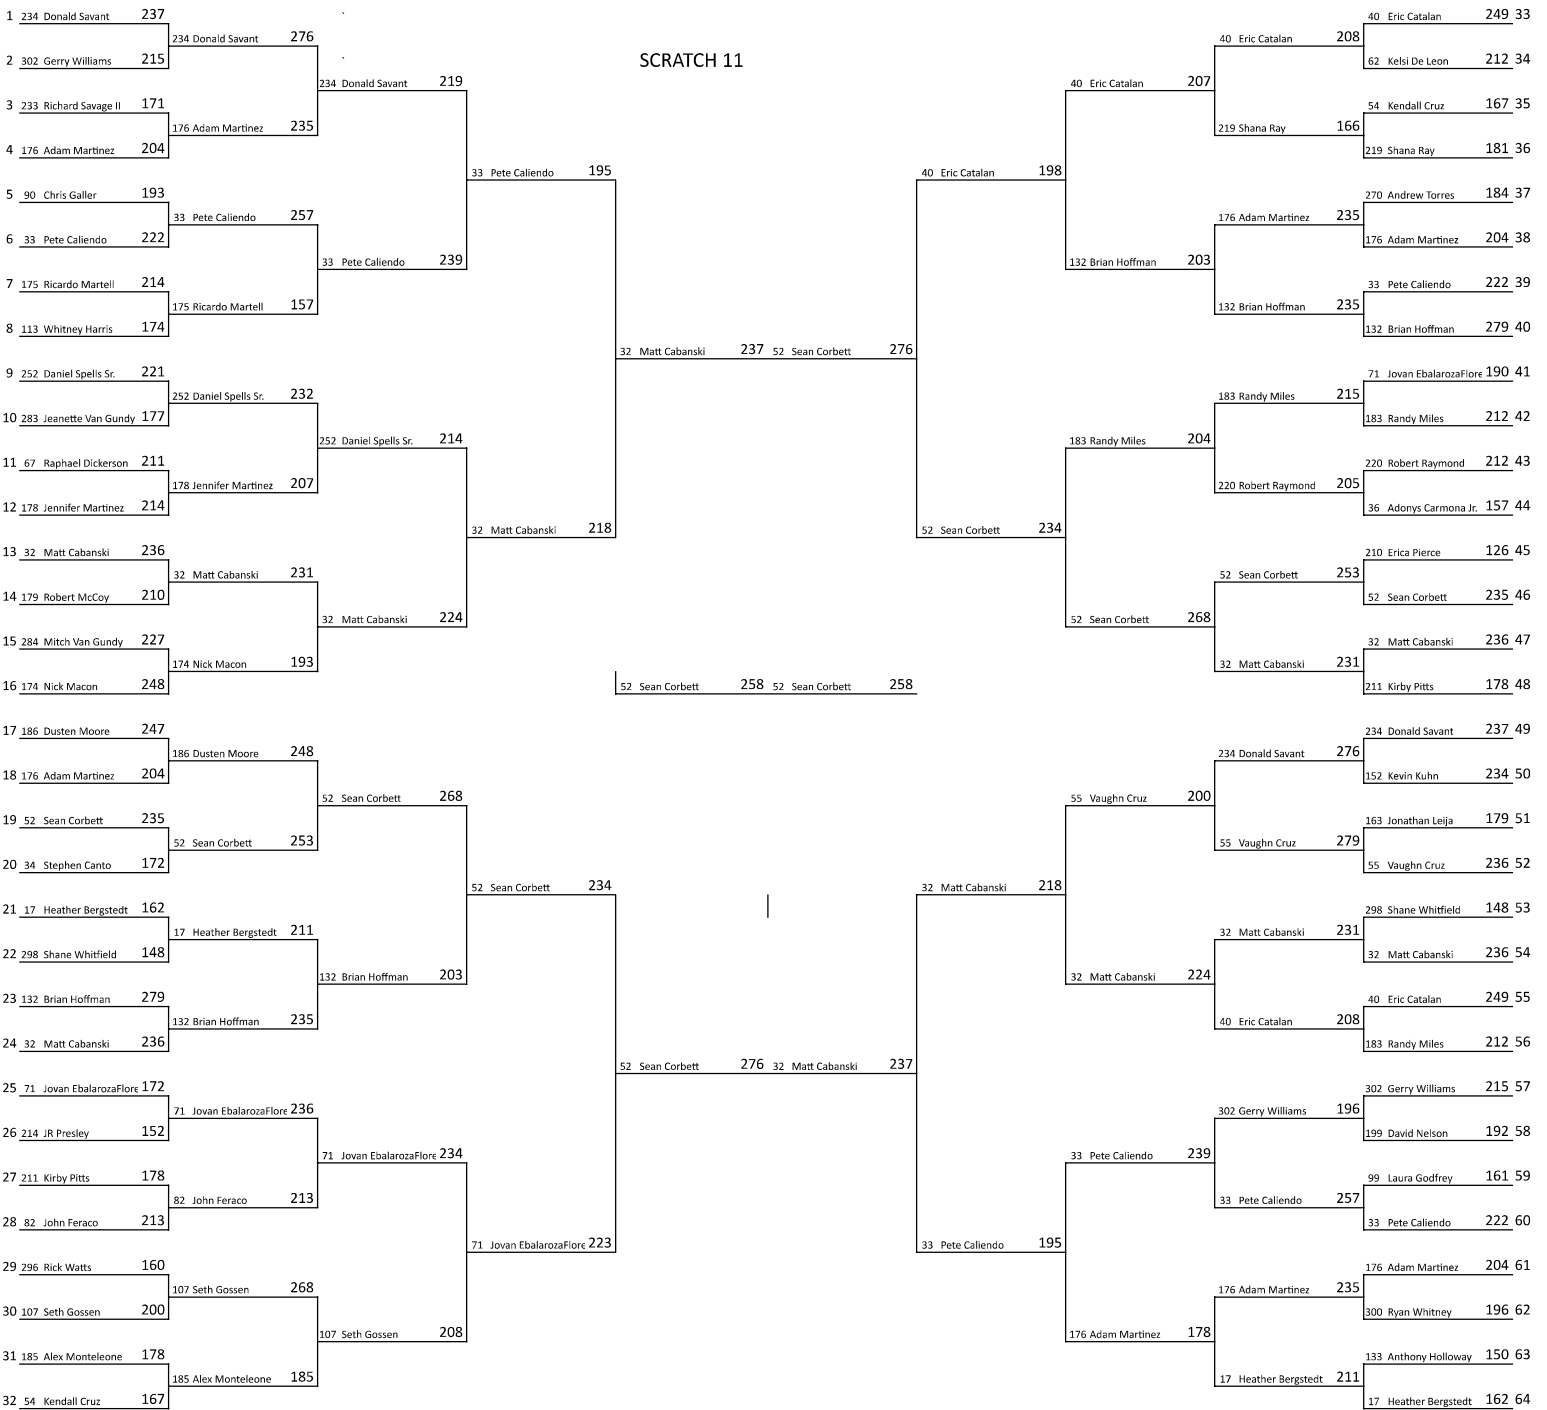 SCRATCH 11
1 234 Donald Savant 237
2 302 Gerry Williams 215
3 233 Richard Savage II 171
4 176 Adam Martinez 204
5 90 Chris Galler 193
6 33 Pete Caliendo 222
7 175 Ricardo Martell 214
8 113 Whitney Harris 174
9 252 Daniel Spells Sr. 221
10 283 Jeanette Van Gundy 177
11 67 Raphael Dickerson 211
12 178 Jennifer Martinez 214
13 32 Matt Cabanski 236
14 179 Robert McCoy 210
15 284 Mitch Van Gundy 227
16 174 Nick Macon 248
17 186 Dusten Moore 247
18 176 Adam Martinez 204
19 52 Sean Corbett 235
20 34 Stephen Canto 172
21 17 Heather Bergstedt 162
22 298 Shane Whitfield 148
23 132 Brian Hoffman 279
24 32 Matt Cabanski 236
25 71 Jovan EbalarozaFlore 172
26 214 JR Presley 152
27 211 Kirby Pitts 178
28 82 John Feraco 213
29 296 Rick Watts 160
30 107 Seth Gossen 200
31 185 Alex Monteleone 178
32 54 Kendall Cruz 167
234 Donald Savant 276
176 Adam Martinez 235
33 Pete Caliendo 257
175 Ricardo Martell 157
252 Daniel Spells Sr. 232
178 Jennifer Martinez 207
32 Matt Cabanski 231
174 Nick Macon 193
186 Dusten Moore 248
52 Sean Corbett 253
17 Heather Bergstedt 211
132 Brian Hoffman 235
71 Jovan EbalarozaFlore 236
82 John Feraco 213
107 Seth Gossen 268
185 Alex Monteleone 185
234 Donald Savant 219
33 Pete Caliendo 239
252 Daniel Spells Sr. 214
32 Matt Cabanski 224
52 Sean Corbett 268
132 Brian Hoffman 203
71 Jovan EbalarozaFlore 234
107 Seth Gossen 208
33 Pete Caliendo 195
32 Matt Cabanski 218
52 Sean Corbett 234
71 Jovan EbalarozaFlore 223
32 Matt Cabanski 237
52 Sean Corbett 276
52 Sean Corbett 258
52 Sean Corbett 258
52 Sean Corbett 276
32 Matt Cabanski 237
40 Eric Catalan 198
52 Sean Corbett 234
32 Matt Cabanski 218
33 Pete Caliendo 195
40 Eric Catalan 207
132 Brian Hoffman 203
183 Randy Miles 204
52 Sean Corbett 268
55 Vaughn Cruz 200
32 Matt Cabanski 224
33 Pete Caliendo 239
176 Adam Martinez 178
40 Eric Catalan 208
219 Shana Ray 166
176 Adam Martinez 235
132 Brian Hoffman 235
183 Randy Miles 215
220 Robert Raymond 205
52 Sean Corbett 253
32 Matt Cabanski 231
234 Donald Savant 276
55 Vaughn Cruz 279
32 Matt Cabanski 231
40 Eric Catalan 208
302 Gerry Williams 196
33 Pete Caliendo 257
176 Adam Martinez 235
17 Heather Bergstedt 211
40 Eric Catalan 249 33
62 Kelsi De Leon 212 34
54 Kendall Cruz 167 35
219 Shana Ray 181 36
270 Andrew Torres 184 37
176 Adam Martinez 204 38
33 Pete Caliendo 222 39
132 Brian Hoffman 279 40
71 Jovan EbalarozaFlore 190 41
183 Randy Miles 212 42
220 Robert Raymond 212 43
36 Adonys Carmona Jr. 157 44
210 Erica Pierce 126 45
52 Sean Corbett 235 46
32 Matt Cabanski 236 47
211 Kirby Pitts 178 48
234 Donald Savant 237 49
152 Kevin Kuhn 234 50
163 Jonathan Leija 179 51
55 Vaughn Cruz 236 52
298 Shane Whitfield 148 53
32 Matt Cabanski 236 54
40 Eric Catalan 249 55
183 Randy Miles 212 56
302 Gerry Williams 215 57
199 David Nelson 192 58
99 Laura Godfrey 161 59
33 Pete Caliendo 222 60
176 Adam Martinez 204 61
300 Ryan Whitney 196 62
133 Anthony Holloway 150 63
17 Heather Bergstedt 162 64